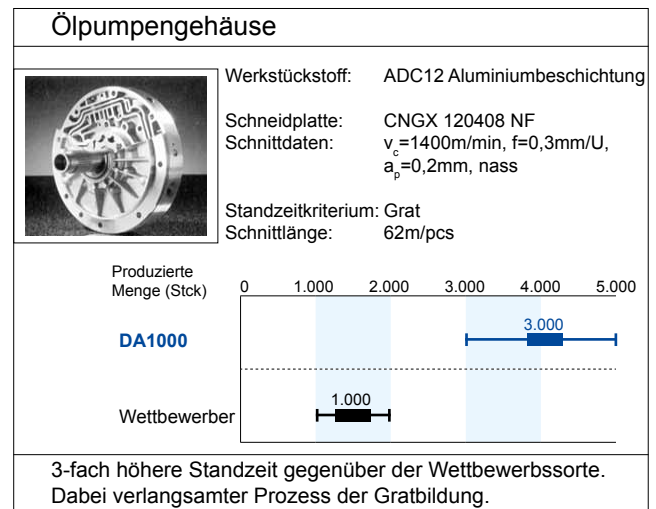 Ölpumpengehäuse
Werkstückstoff: ADC12 Aluminiumbeschichtung
Schneidplatte: CNGX 120408 NF
Schnittdaten: vc=1400m/min, f=0,3mm/U,
ap=0,2mm, nass
Standzeitkriterium: Grat
Schnittlänge: 62m/pcs
Produzierte
Menge (Stck) 0 1.000 2.000 3.000 4.000 5.000
3.000
DA1000
1.000
Wettbewerber
3-fach höhere Standzeit gegenüber der Wettbewerbssorte.
Dabei verlangsamter Prozess der Gratbildung.